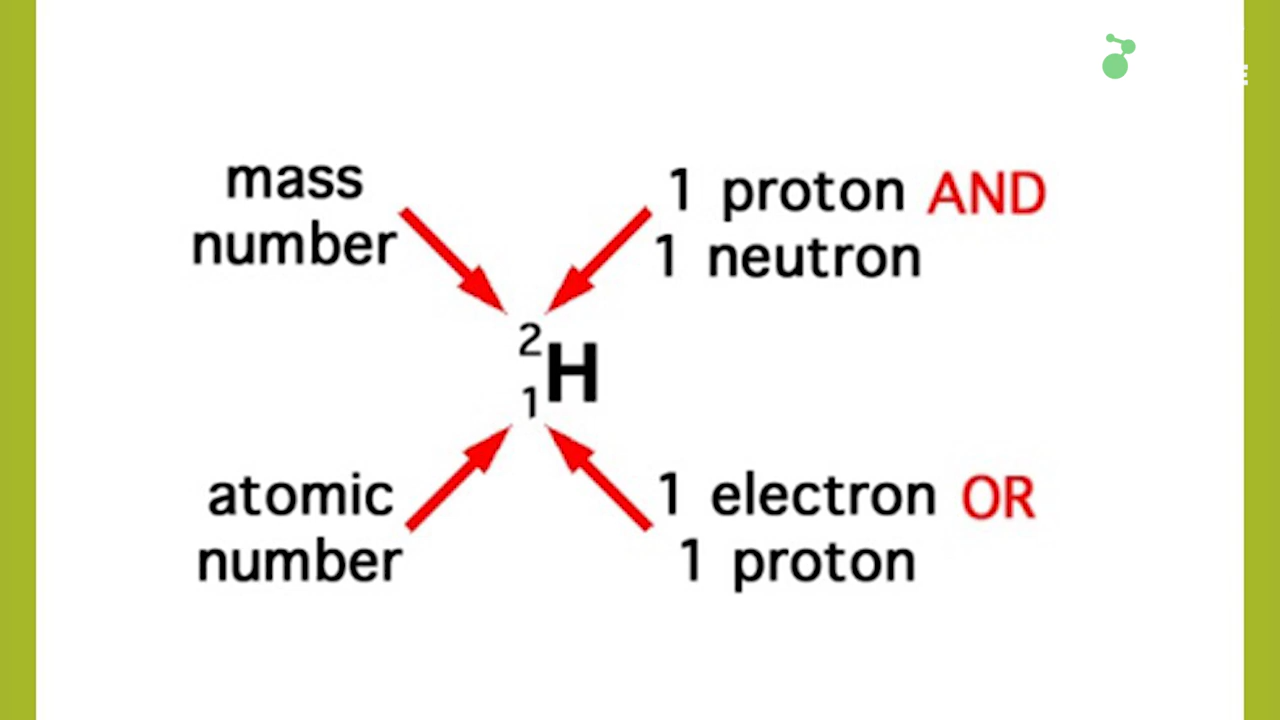 mass
number
1 proton AND
1 neutron
2
1
H
atomic
number
1 electron OR
1 proton
E